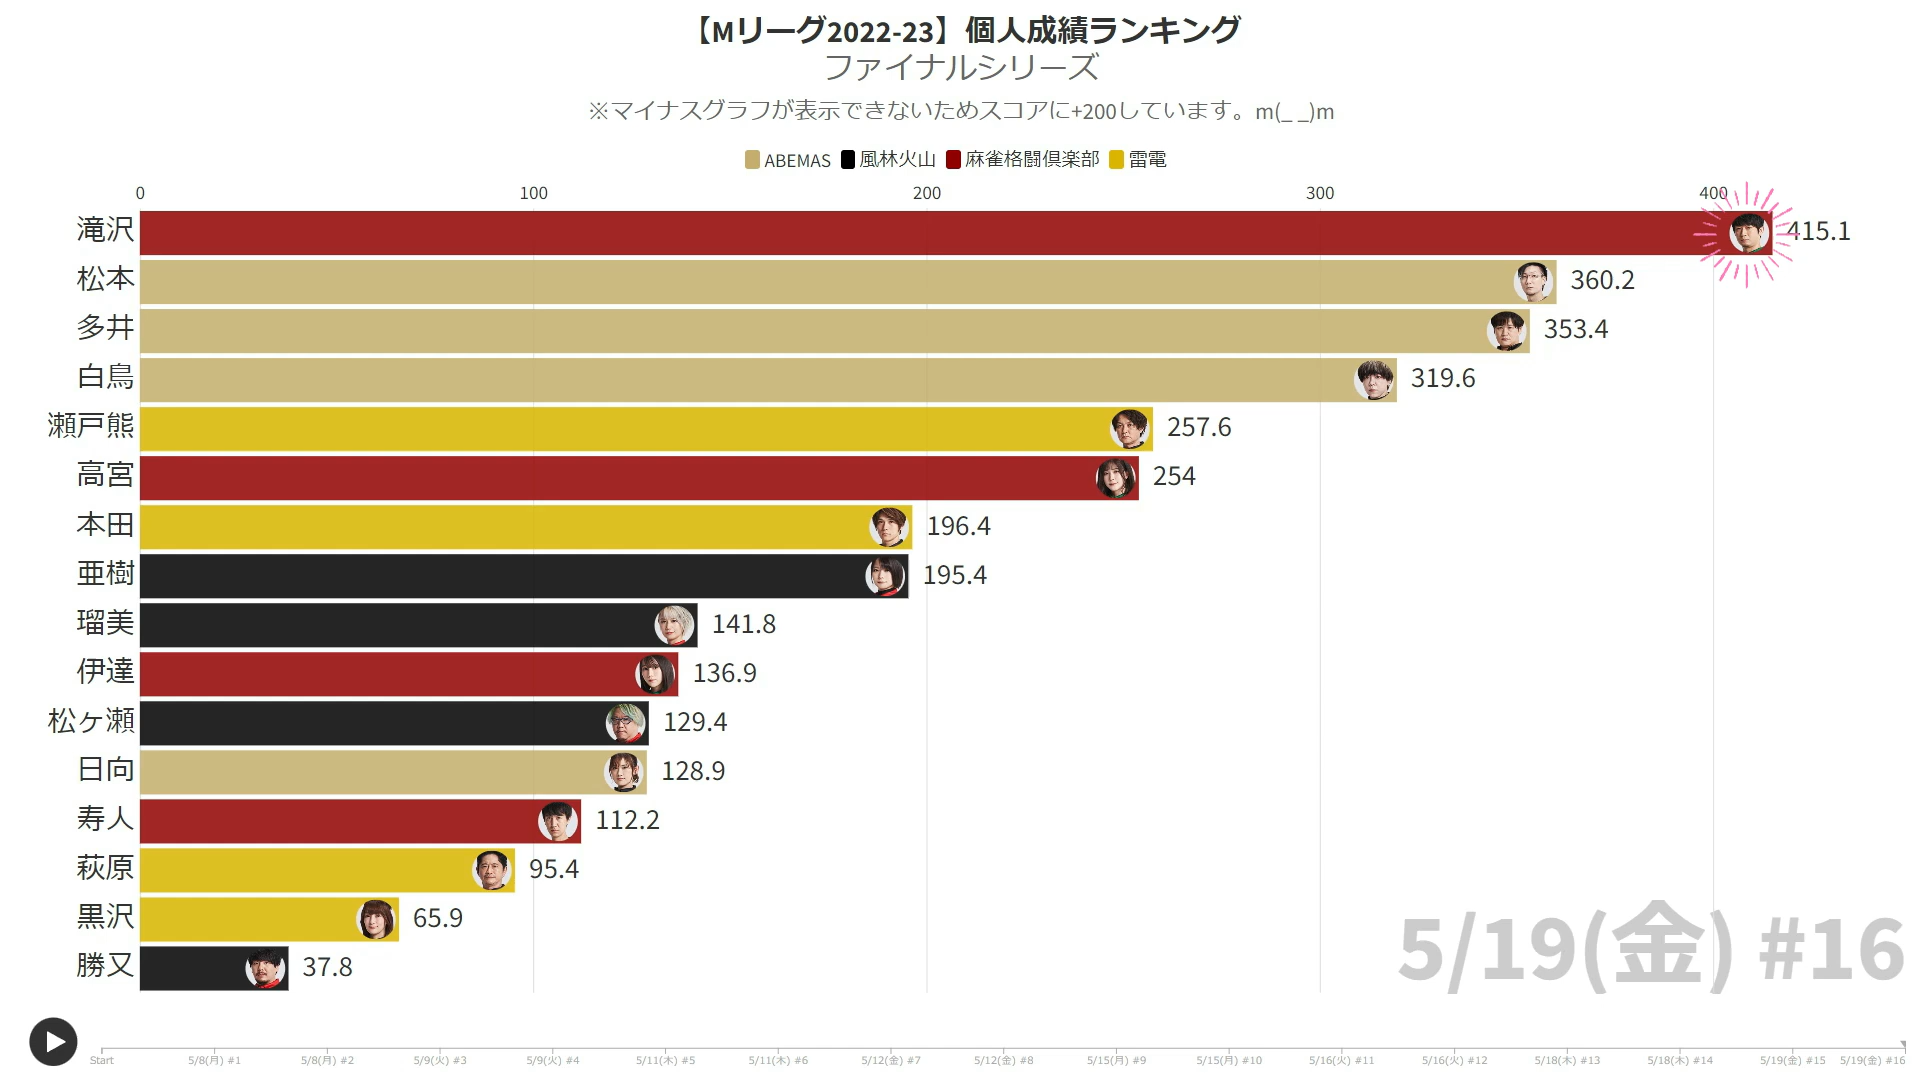 【Mリーグ2022-23】個人成績ランキング
ファイナルシリーズ
※マイナスグラフが表示できないためスコアに+200しています。m(_ _)m
ABEMAS 風林火山 麻雀格闘倶楽部 雷電
0 100 200 300 400
滝沢 415.1
松本 360.2
多井 353.4
白鳥 319.6
瀬戸熊 257.6
高宮 254
本田 196.4
亜樹 195.4
瑠美 141.8
伊達 136.9
松ヶ瀬 129.4
日向 128.9
寿人 112.2
萩原 95.4
黒沢 65.9
勝又 37.8
5/19(金) #16
Start 5/8(月) #1 5/8(月) #2 5/9(火) #3 5/9(火) #4 5/11(木) #5 5/11(木) #6 5/12(金) #7 5/12(金) #8 5/15(月) #9 5/15(月) #10 5/16(火) #11 5/16(火) #12 5/18(木) #13 5/18(木) #14 5/19(金) #15 5/19(金) #16